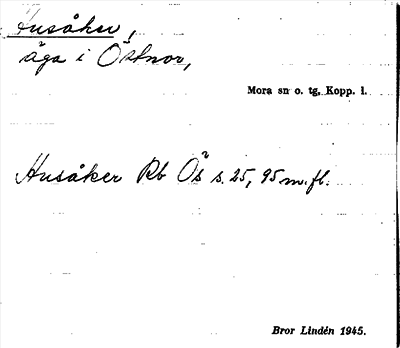 Husåker,
äga i Östnor,
Mora sn o. tg, Kopp. l.
Husåker Rb Ös s. 25, 95 m. fl.
Bror Lindén 1945.